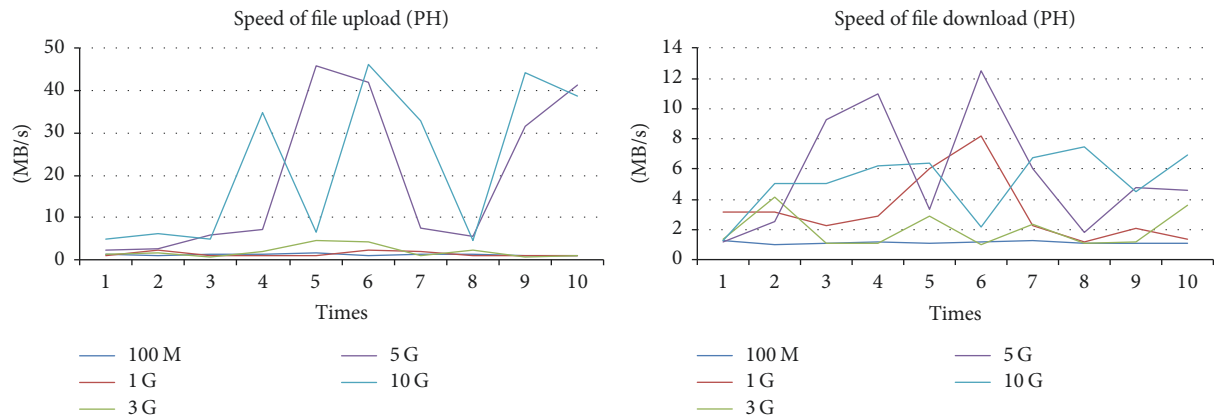 Speed of file upload (PH)
50
40
30
20
10
0
(MB/s)
1 2 3 4 5 6 7 8 9 10
Times
100 M
1 G
3 G
5 G
10 G
Speed of file download (PH)
14
12
10
8
6
4
2
0
(MB/s)
1 2 3 4 5 6 7 8 9 10
Times
100 M
1 G
3 G
5 G
10 G